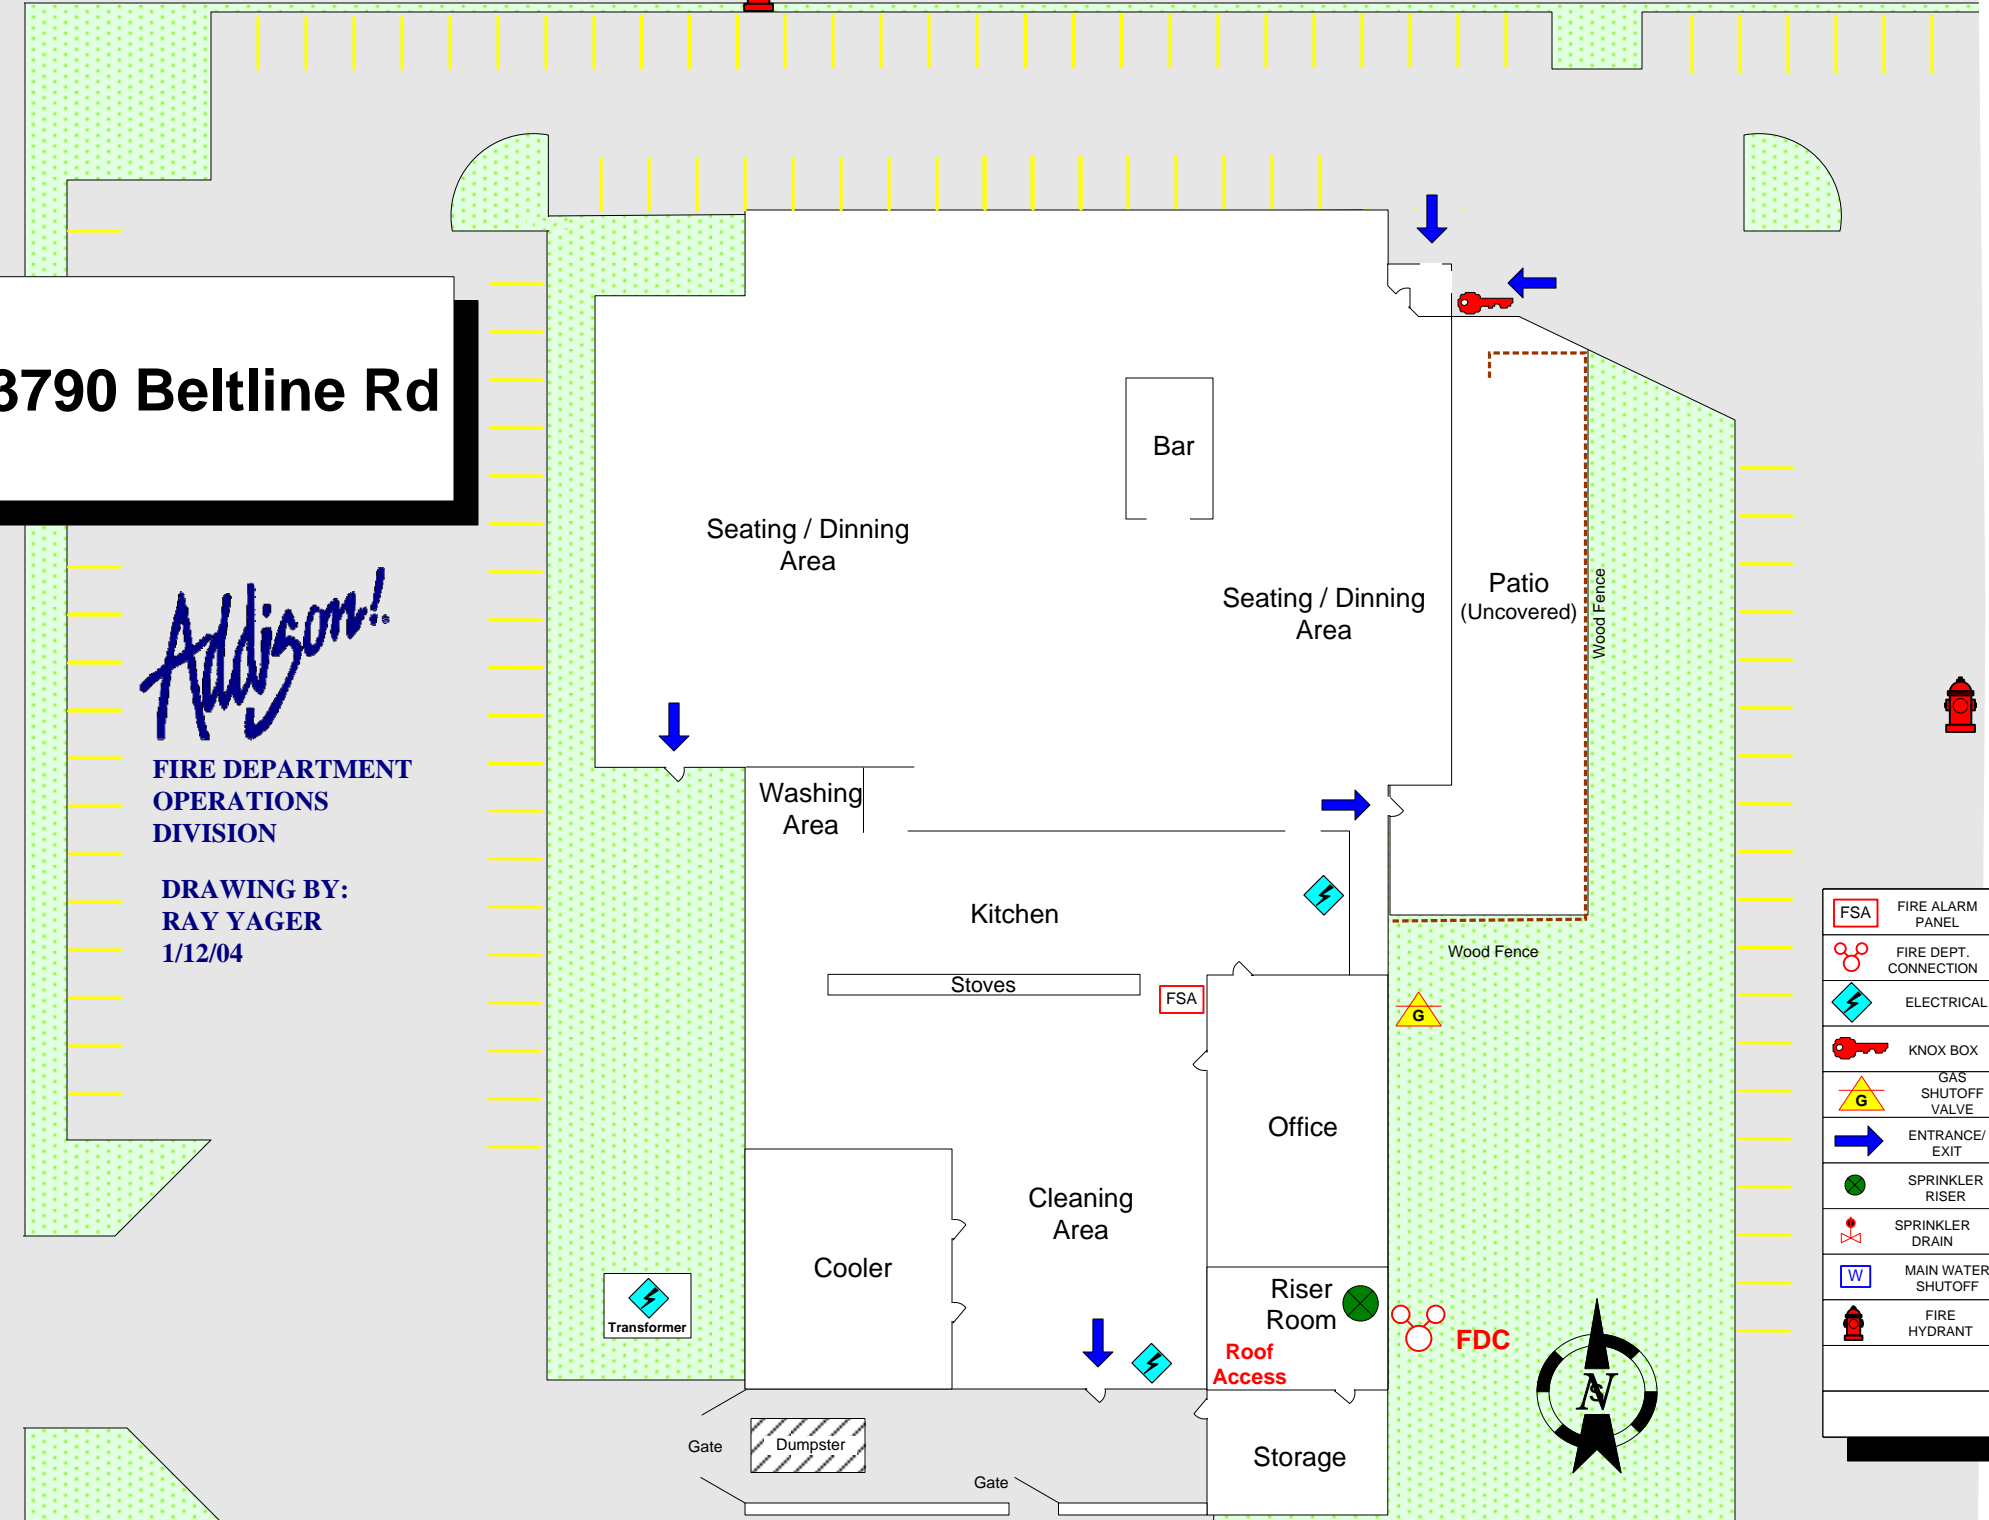 3790 Beltline Rd
Addison!
FIRE DEPARTMENT
OPERATIONS
DIVISION
DRAWING BY:
RAY YAGER
1/12/04
Bar
Seating / Dinning
Area
Seating / Dinning
Area
Patio
(Uncovered)
Wood Fence
Washing
Area
Kitchen
Wood Fence
Stoves
FSA
G
Office
Cleaning
Area
Cooler
Riser
Room
Transformer
FDC
Roof
Access
Gate
Dumpster
Gate
Storage
N
S
FSA
FIRE ALARM
PANEL
FIRE DEPT.
CONNECTION
ELECTRICAL
KNOX BOX
G
GAS
SHUTOFF
VALVE
ENTRANCE/
EXIT
SPRINKLER
RISER
SPRINKLER
DRAIN
W
MAIN WATER
SHUTOFF
FIRE
HYDRANT